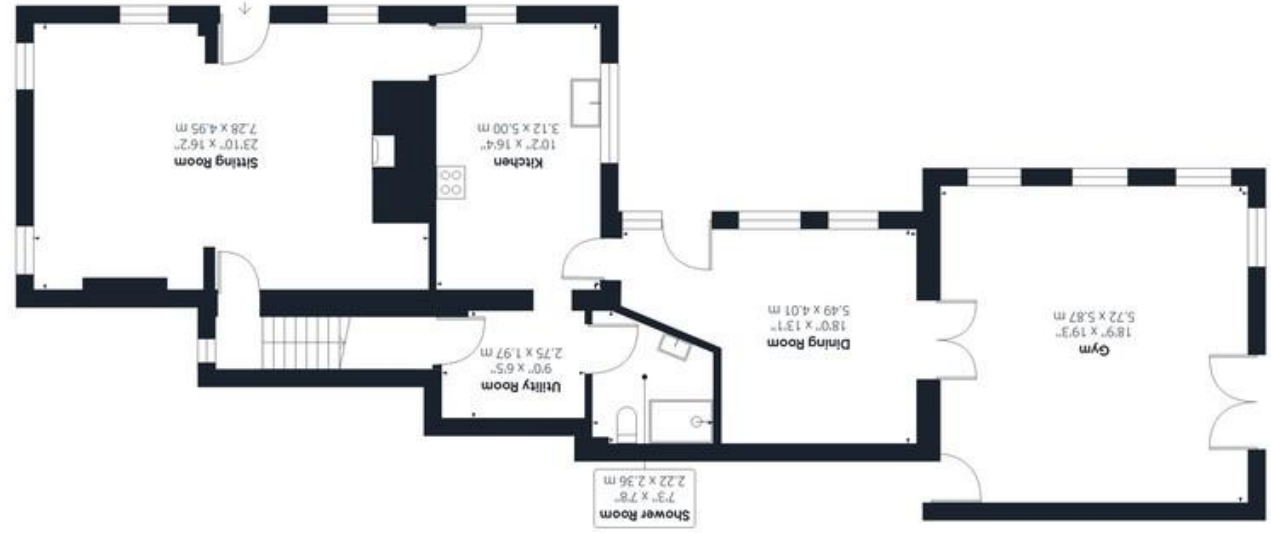 Shower Room
7'3" x 7'8"
2.22 x 2.36 m
Gym
18'9" x 19'3"
5.72 x 5.87 m
Dining Room
18'0" x 13'1"
5.49 x 4.01 m
Utility Room
9'0" x 6'5"
2.75 x 1.97 m
Kitchen
10'2" x 16'4"
3.12 x 5.00 m
Sitting Room
23'10" x 16'2"
7.28 x 4.95 m